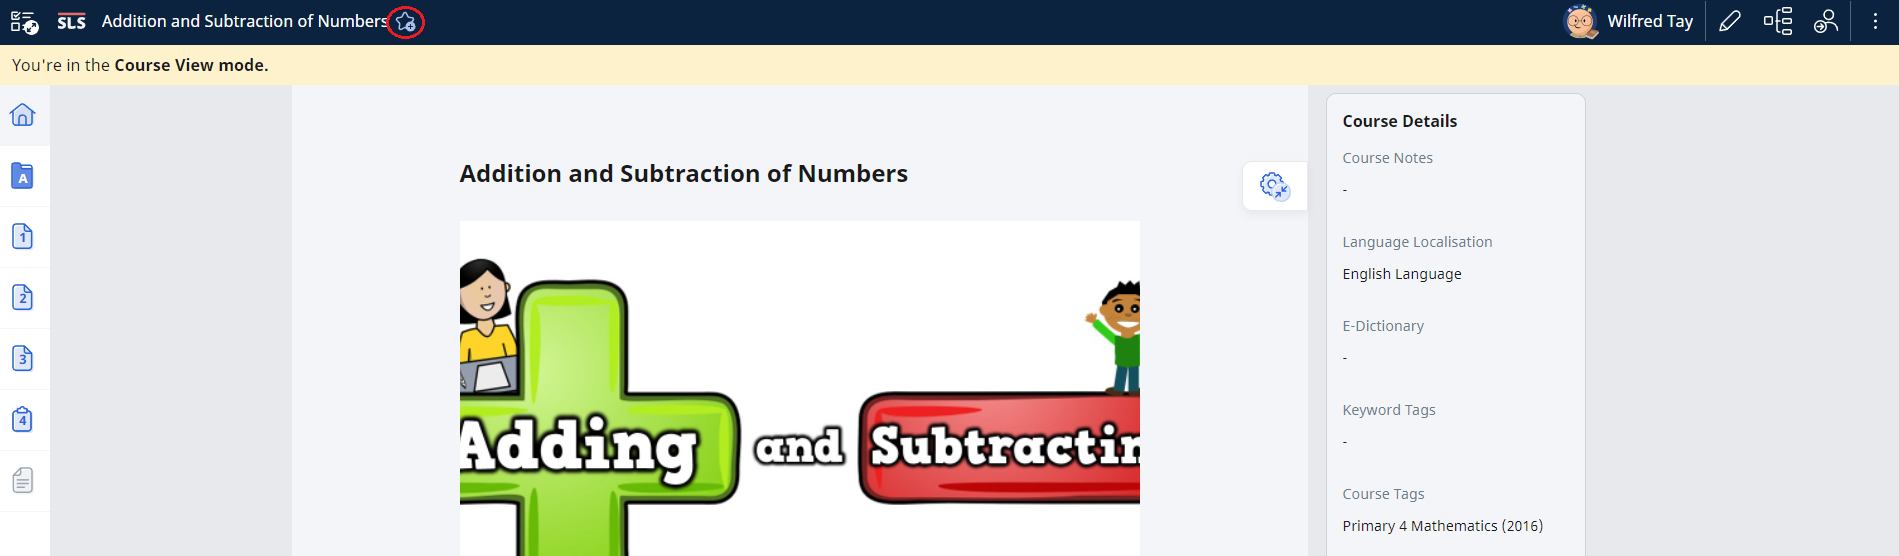 SLS Addition and Subtraction of Numbers Wilfred Tay
You're in the Course View mode.
A
1
2
3
4
Addition and Subtraction of Numbers
Adding and Subtractin
Course Details
Course Notes
-
Language Localisation
English Language
E-Dictionary
-
Keyword Tags
-
Course Tags
Primary 4 Mathematics (2016)